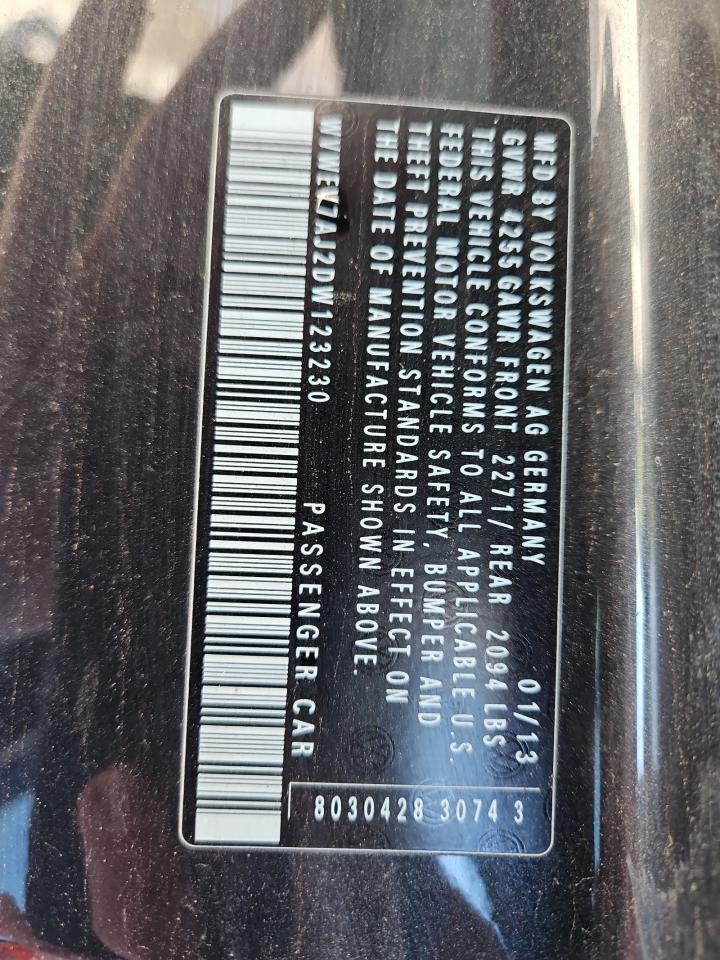 MFD BY VOLKSWAGEN AG GERMANY 01/13
GVWR 4255 GAWR FRONT 2271/ REAR 2094 LBS
THIS VEHICLE CONFORMS TO ALL APPLICABLE U.S.
FEDERAL MOTOR VEHICLE SAFETY, BUMPER AND
THEFT PREVENTION STANDARDS IN EFFECT ON
THE DATE OF MANUFACTURE SHOWN ABOVE.
WVWEV7AJ2DW123230 PASSENGER CAR
8030428 3074 3